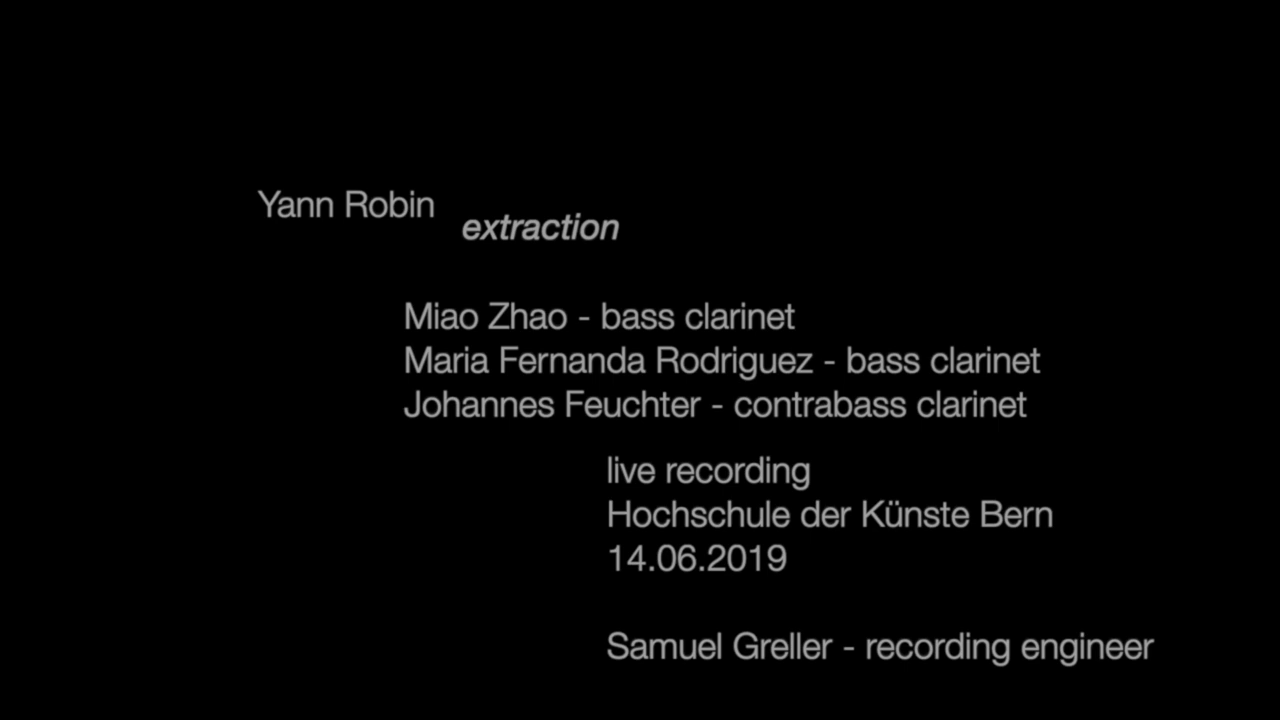 Yann Robin
extraction
Miao Zhao - bass clarinet
Maria Fernanda Rodriguez - bass clarinet
Johannes Feuchter - contrabass clarinet
live recording
Hochschule der Künste Bern
14.06.2019
Samuel Greller - recording engineer